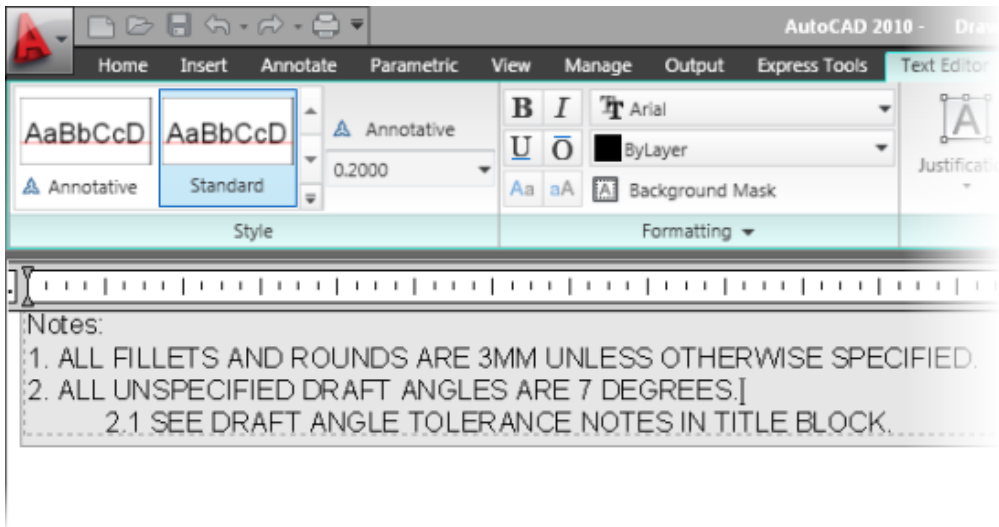 AutoCAD 2010 - Draw
Home Insert Annotate Parametric View Manage Output Express Tools Text Editor
AaBbCcD AaBbCcD Annotative B I Arial
0.2000 U O ByLayer
Annotative Standard Aa aA Background Mask Justificati
Style Formatting
Notes:
1. ALL FILLETS AND ROUNDS ARE 3MM UNLESS OTHERWISE SPECIFIED.
2. ALL UNSPECIFIED DRAFT ANGLES ARE 7 DEGREES.
2.1 SEE DRAFT ANGLE TOLERANCE NOTES IN TITLE BLOCK.